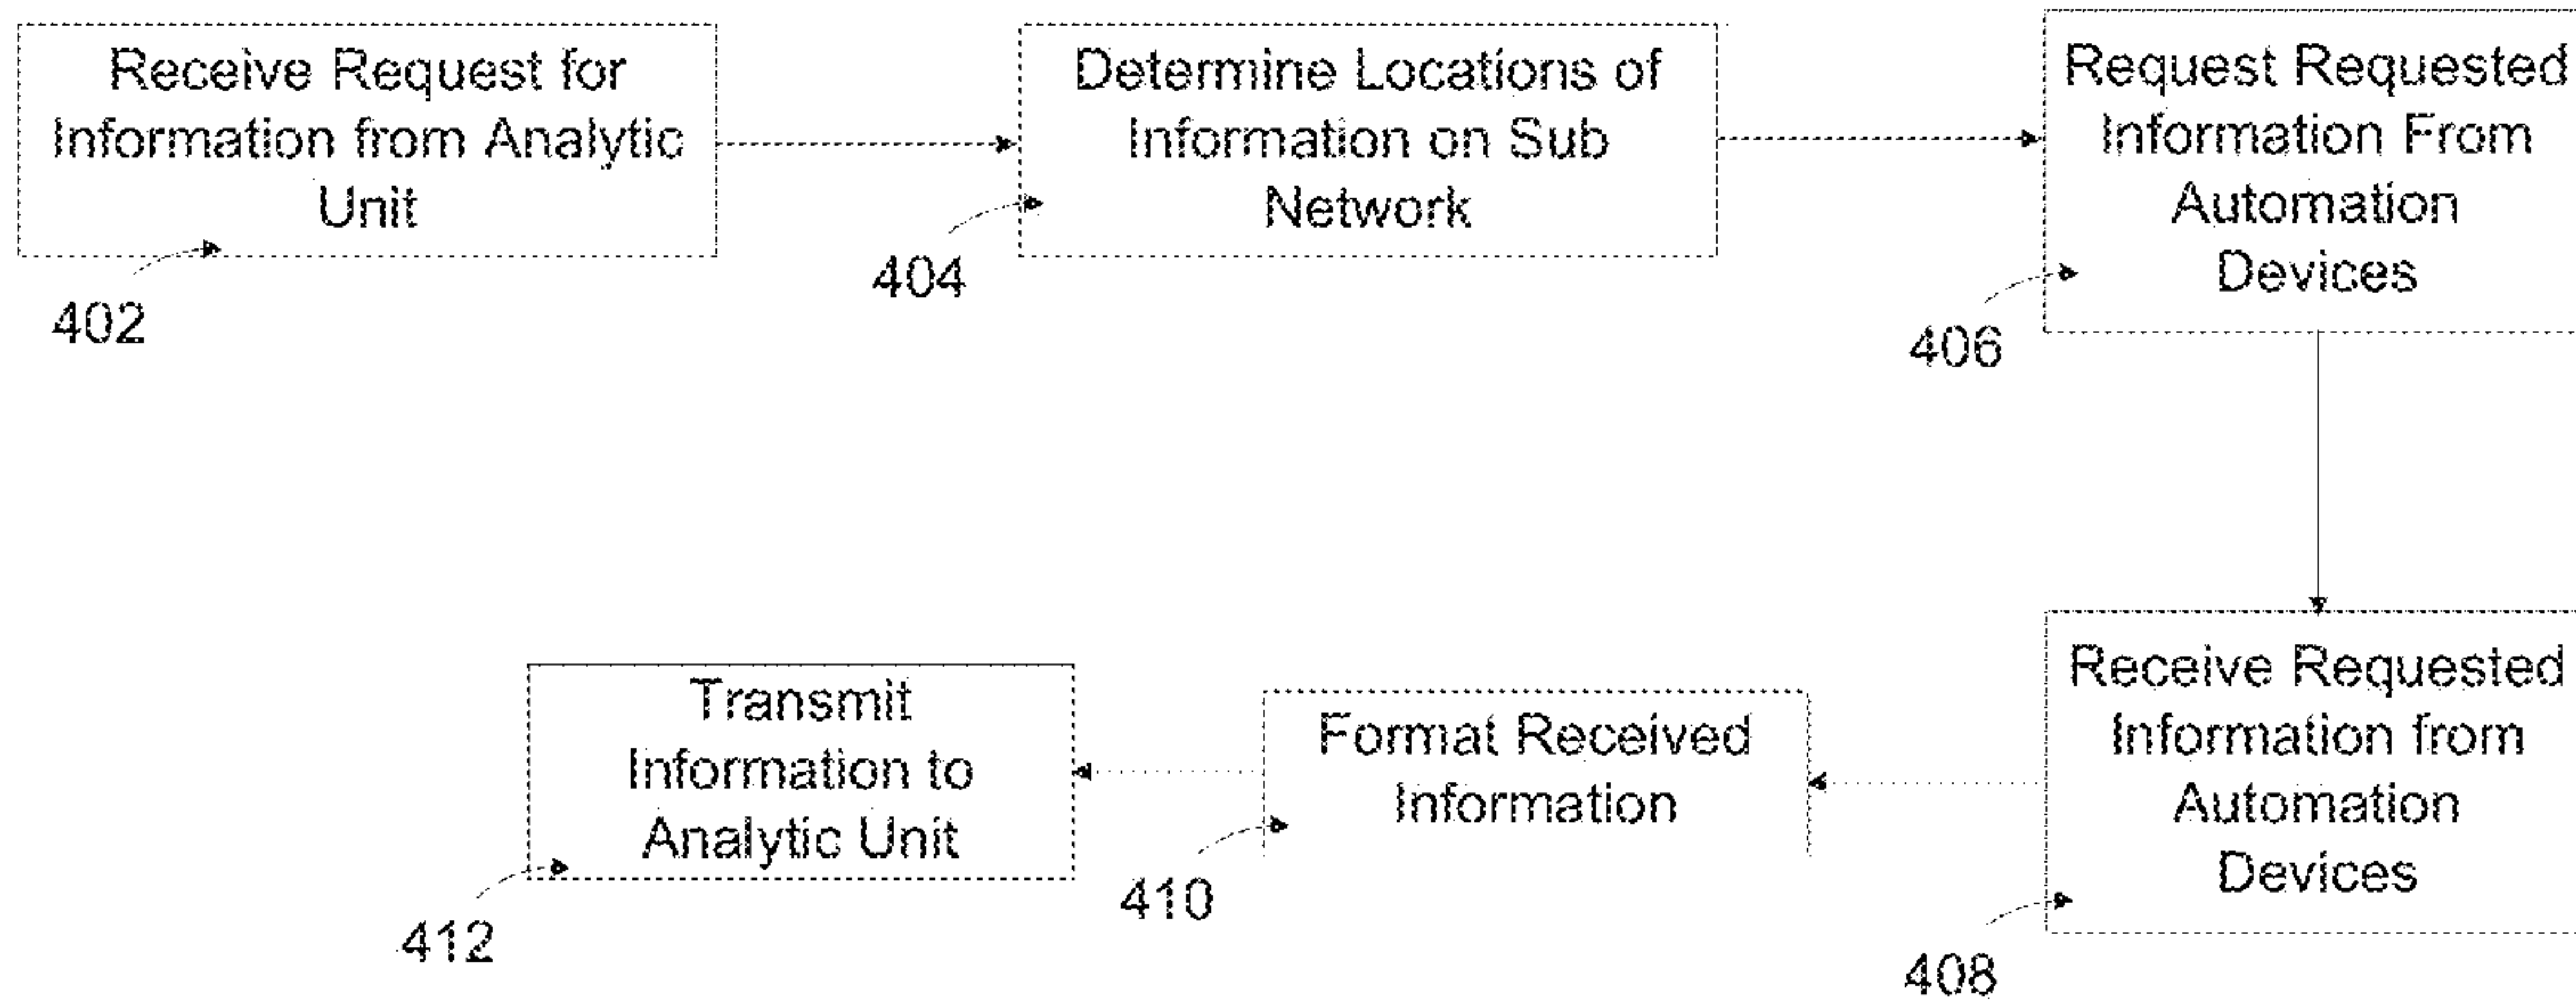 Receive Request for
Information from Analytic
Unit
402
Determine Locations of
Information on Sub
Network
404
Request Requested
Information From
Automation
Devices
406
Receive Requested
Information from
Automation
Devices
408
Format Received
Information
410
Transmit
Information to
Analytic Unit
412